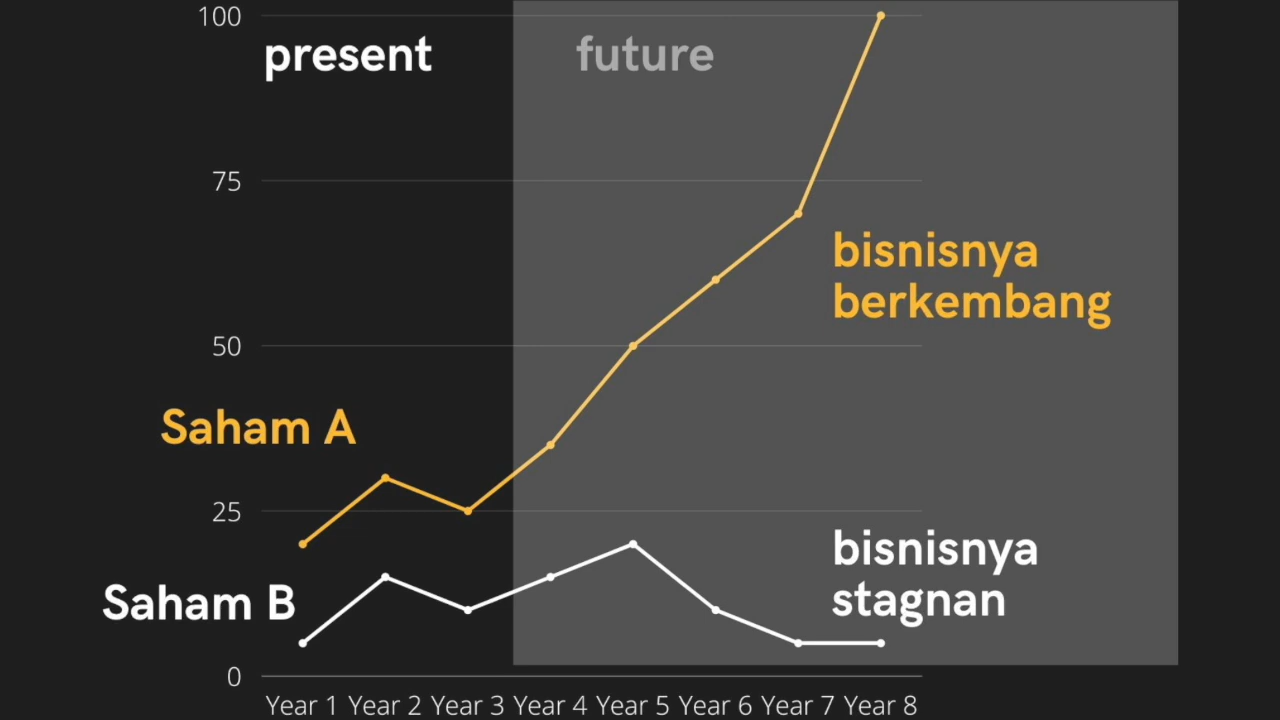 100
present
future
75
bisnisnya
berkembang
50
Saham A
25
bisnisnya
stagnan
Saham B
0
Year 1 Year 2 Year 3 Year 4 Year 5 Year 6 Year 7 Year 8